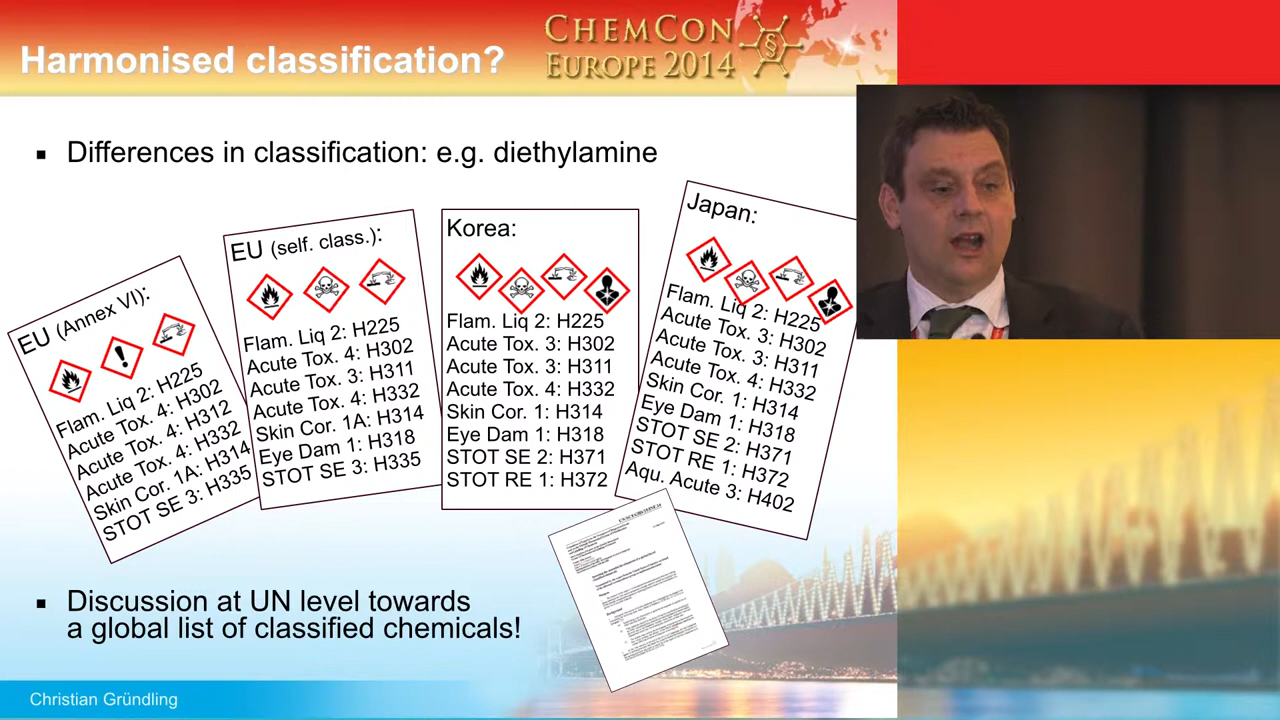 Harmonised classification?
CHEMCON
EUROPE 2014
§
▪ Differences in classification: e.g. diethylamine
EU (Annex VI):
Flam. Liq 2: H225
Acute Tox. 4: H302
Acute Tox. 4: H312
Acute Tox. 4: H332
Skin Cor. 1A: H314
STOT SE 3: H335
EU (self. class.):
Flam. Liq 2: H225
Acute Tox. 4: H302
Acute Tox. 3: H311
Acute Tox. 4: H332
Skin Cor. 1A: H314
Eye Dam 1: H318
STOT SE 3: H335
Korea:
Flam. Liq 2: H225
Acute Tox. 3: H302
Acute Tox. 3: H311
Acute Tox. 4: H332
Skin Cor. 1: H314
Eye Dam 1: H318
STOT SE 2: H371
STOT RE 1: H372
Japan:
Flam. Liq 2: H225
Acute Tox. 3: H302
Acute Tox. 3: H311
Acute Tox. 4: H332
Skin Cor. 1: H314
Eye Dam 1: H318
STOT SE 2: H371
STOT RE 1: H372
Aqu. Acute 3: H402
▪ Discussion at UN level towards
a global list of classified chemicals!
Christian Gründling